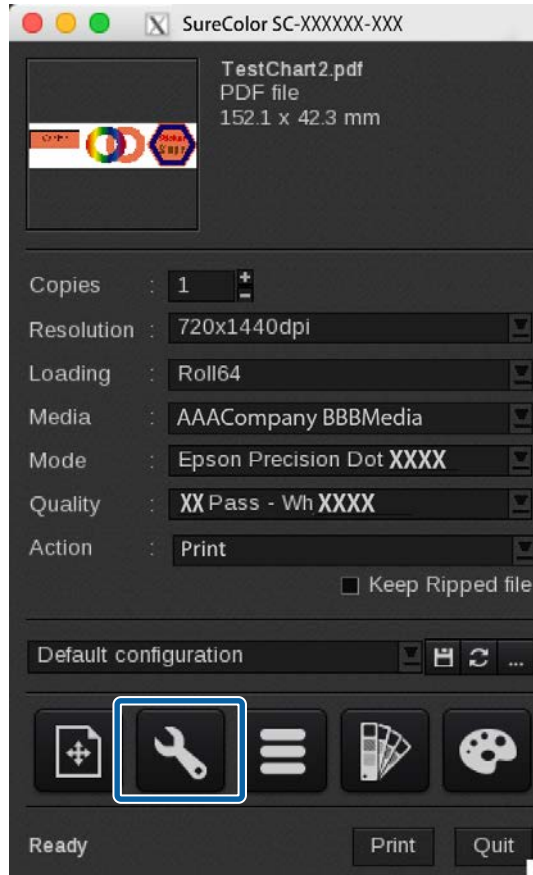 SureColor SC-XXXXXX-XXX
TestChart2.pdf
PDF file
152.1 x 42.3 mm
Copies : 1
Resolution : 720x1440dpi
Loading : Roll64
Media : AAACompany BBBMedia
Mode : Epson Precision Dot XXXX
Quality : XX Pass - Wh XXXX
Action : Print
Keep Ripped file
Default configuration ...
Ready Print Quit